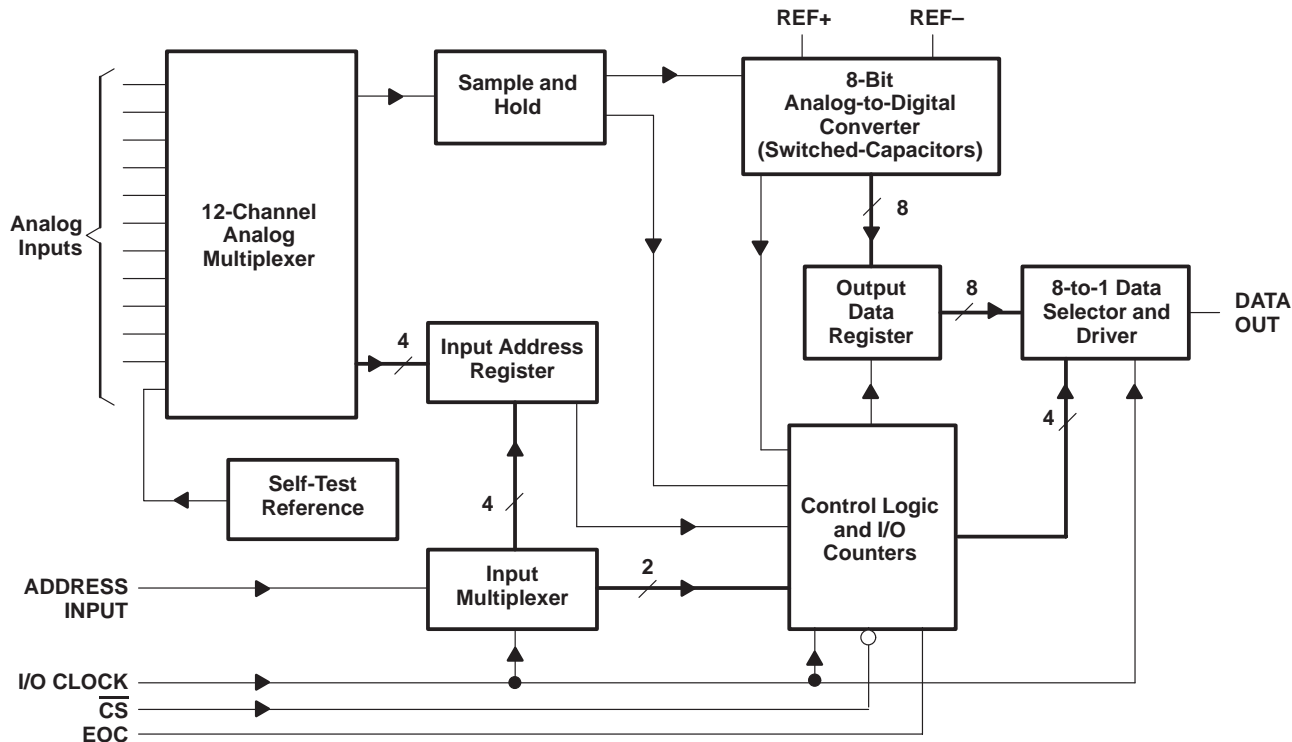 REF+ REF–
8-Bit
Analog-to-Digital
Converter
(Switched-Capacitors)
Sample and
Hold
12-Channel
Analog
Multiplexer
Analog
Inputs
8
Output
Data
Register
8
8-to-1 Data
Selector and
Driver
DATA
OUT
4
Input Address
Register
4
4
Self-Test
Reference
Control Logic
and I/O
Counters
Input
Multiplexer
2
ADDRESS
INPUT
I/O CLOCK
CS
EOC